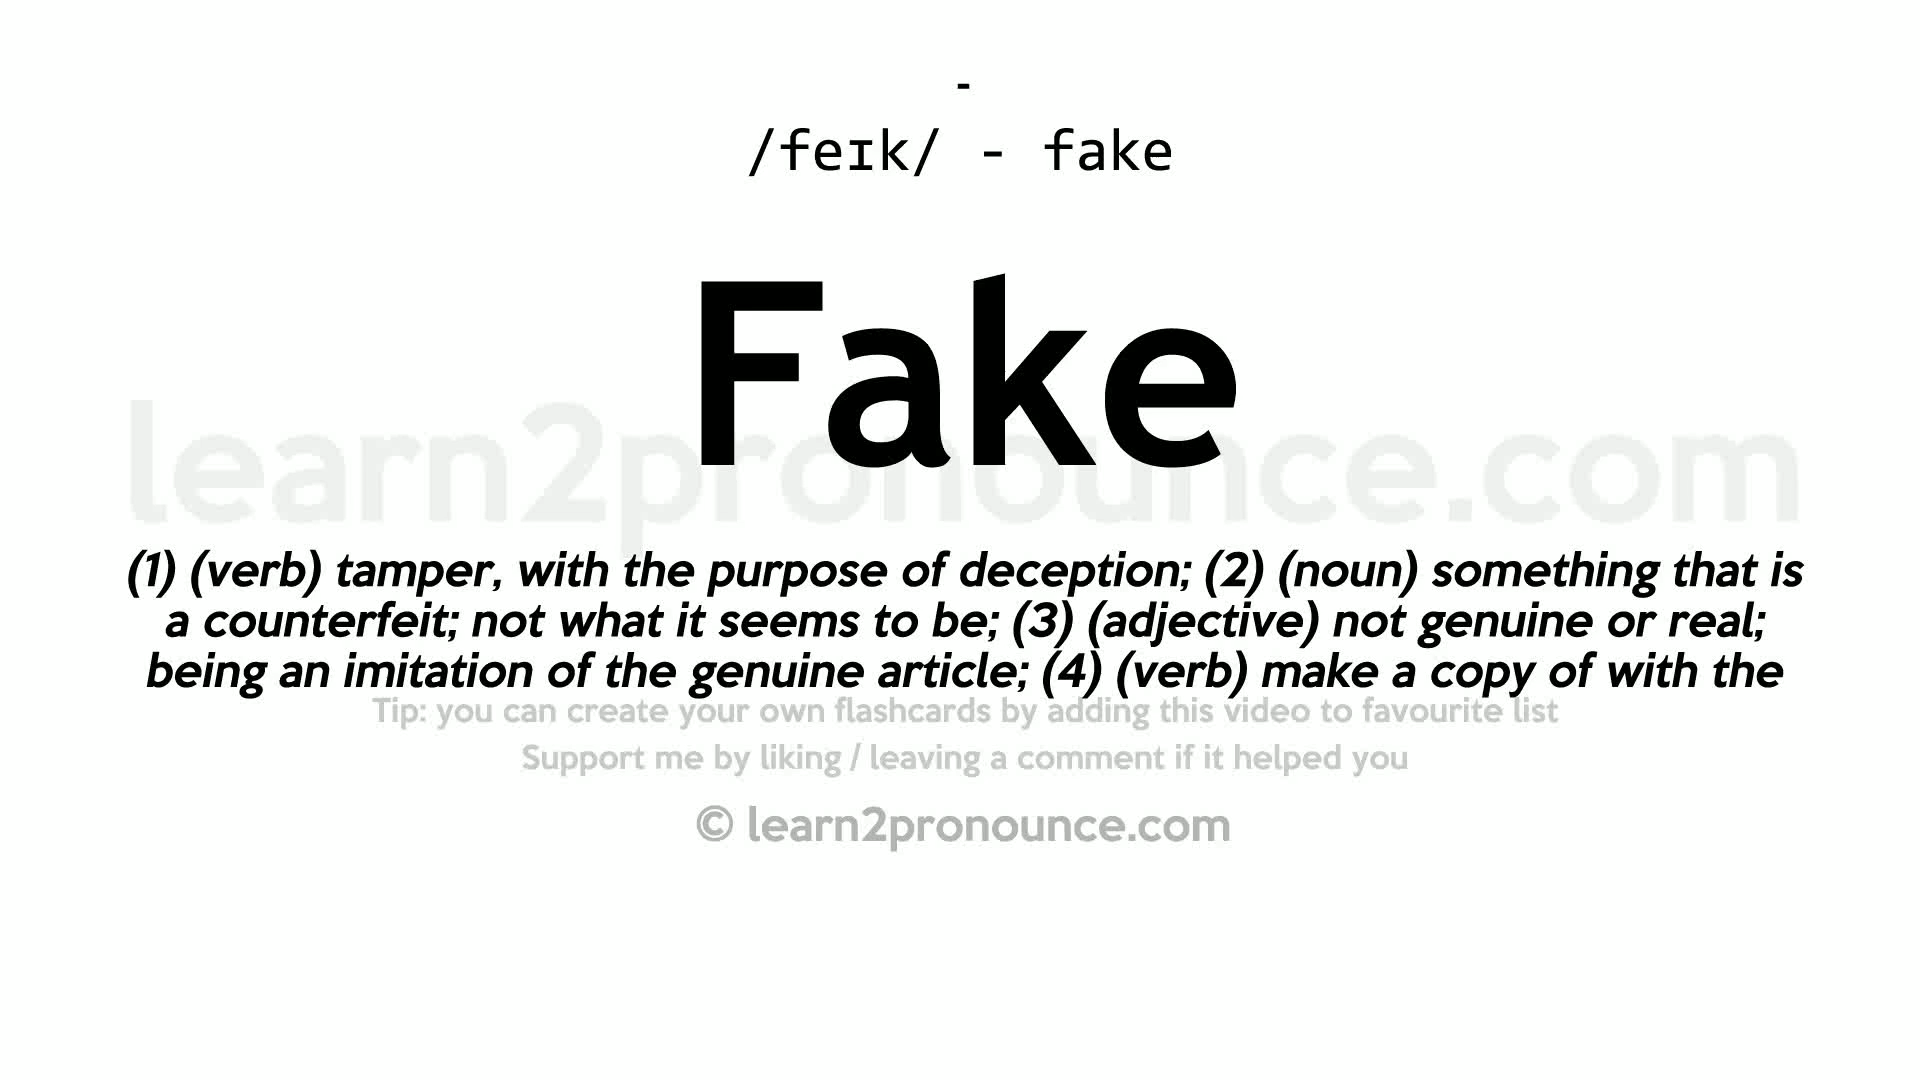 -
/feɪk/ - fake
Fake
learn2pronounce.com
(1) (verb) tamper, with the purpose of deception; (2) (noun) something that is
a counterfeit; not what it seems to be; (3) (adjective) not genuine or real;
being an imitation of the genuine article; (4) (verb) make a copy of with the
Tip: you can create your own flashcards by adding this video to favourite list
Support me by liking / leaving a comment if it helped you
© learn2pronounce.com